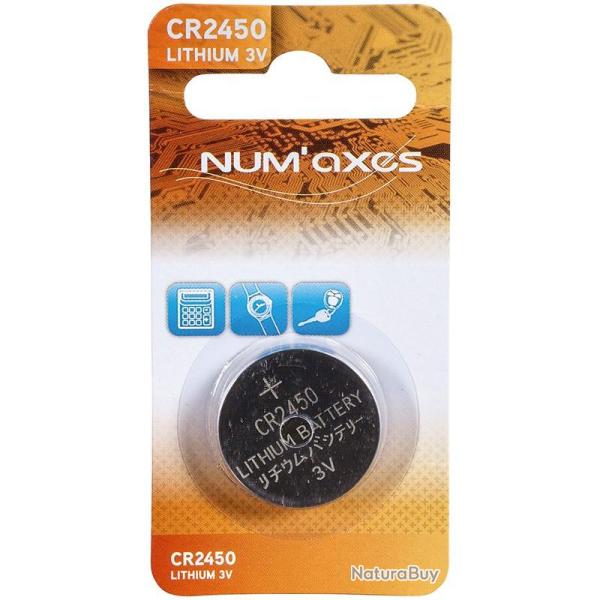 CR2450
LITHIUM 3V
NUM'axes
+
CR2450
LITHIUM BATTERY
リチウムバッテリー
3V
CR2450
LITHIUM 3V
NaturaBuy